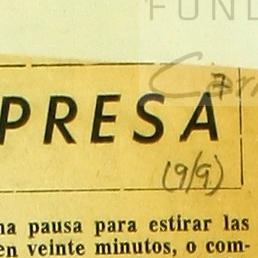 FUND
PRESA
(9/9)
na pausa para estirar las
en veinte minutos, o com-